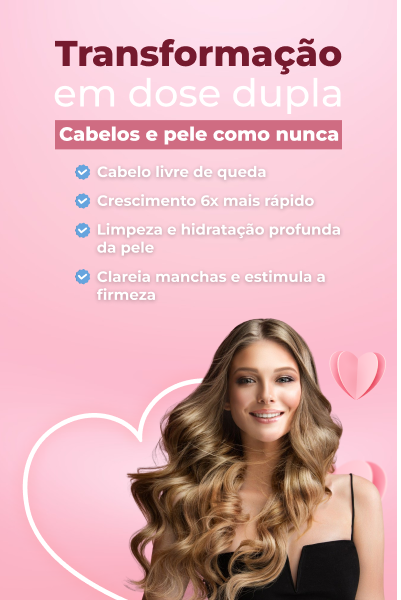 Transformação
em dose dupla
Cabelos e pele como nunca
Cabelo livre de queda
Crescimento 6x mais rápido
Limpeza e hidratação profunda
da pele
Clareia manchas e estimula a
firmeza